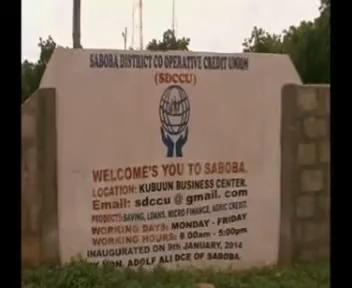 SABOBA DISTRICT CO OPERATIVE CREDIT UNION
(SDCCU)
WELCOME'S YOU TO SABOBA.
LOCATION: KUBUUN BUSINESS CENTER.
Email: sdccu @ gmail. com
PRODUCTS: SAVING, LOANS, MICRO FINANCE, AGRIC CREDIT.
WORKING DAYS: MONDAY - FRIDAY
WORKING HOURS: 8:00am - 5:00pm
INAUGURATED ON 9th JANUARY, 2014
BY HON. ADOLF ALI DCE OF SABOBA.